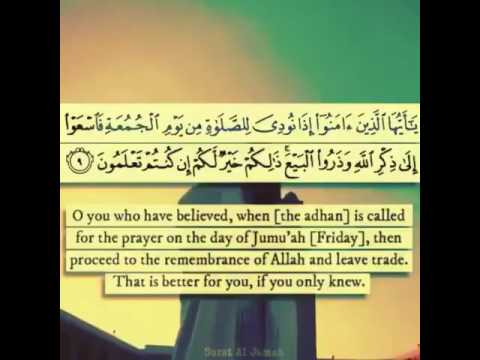 يَٰٓأَيُّهَا ٱلَّذِينَ ءَامَنُوٓا۟ إِذَا نُودِىَ لِلصَّلَوٰةِ مِن يَوْمِ ٱلْجُمُعَةِ فَٱسْعَوْا۟
إِلَىٰ ذِكْرِ ٱللَّهِ وَذَرُوا۟ ٱلْبَيْعَ ۚ ذَٰلِكُمْ خَيْرٌ لَّكُمْ إِن كُنتُمْ تَعْلَمُونَ ٩
O you who have believed, when [the adhan] is called
for the prayer on the day of Jumu'ah [Friday], then
proceed to the remembrance of Allah and leave trade.
That is better for you, if you only knew.
Surat Al Jumah